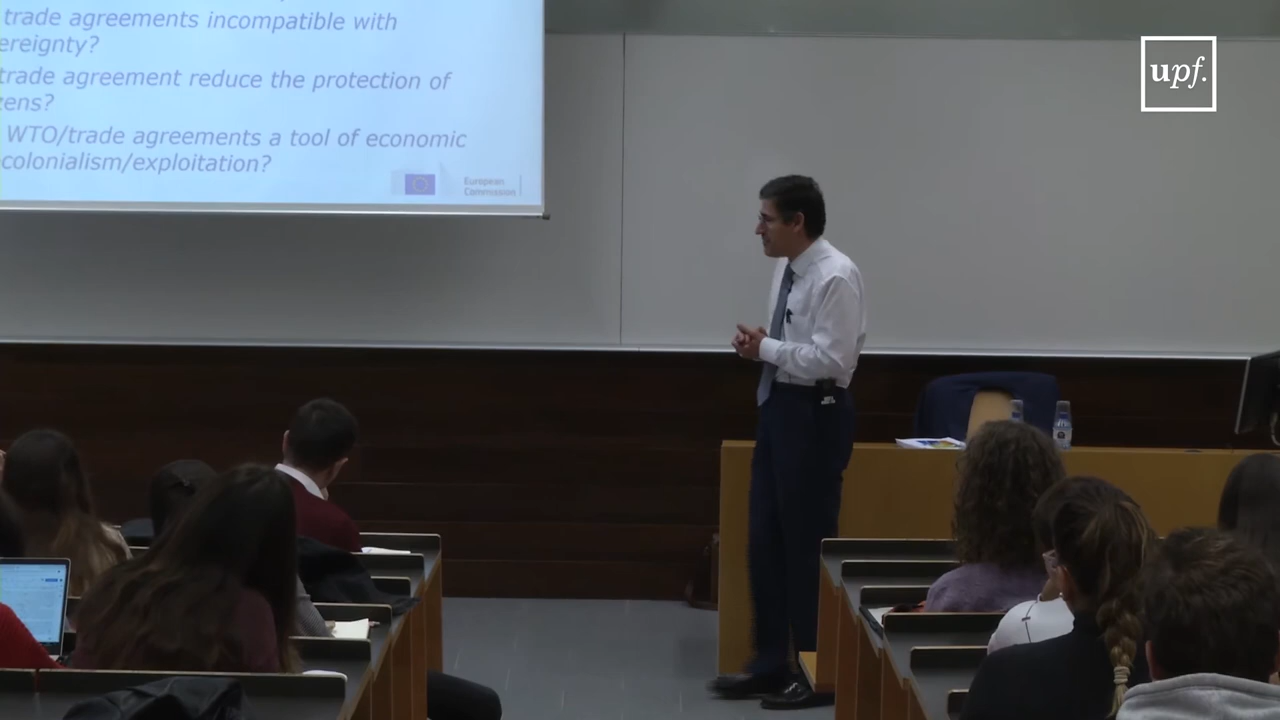 trade agreements incompatible with
ereignty?
trade agreement reduce the protection of
zens?
WTO/trade agreements a tool of economic
colonialism/exploitation?
European
Commission
upf.